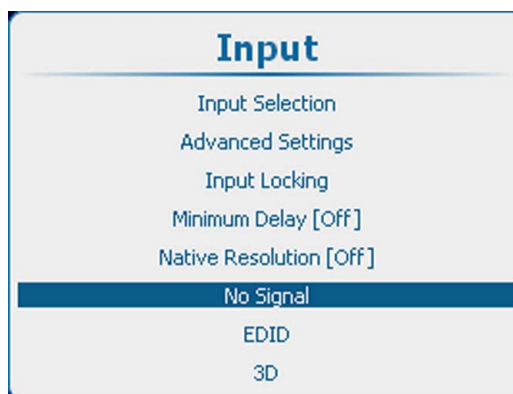 Input
Input Selection
Advanced Settings
Input Locking
Minimum Delay [Off]
Native Resolution [Off]
No Signal
EDID
3D